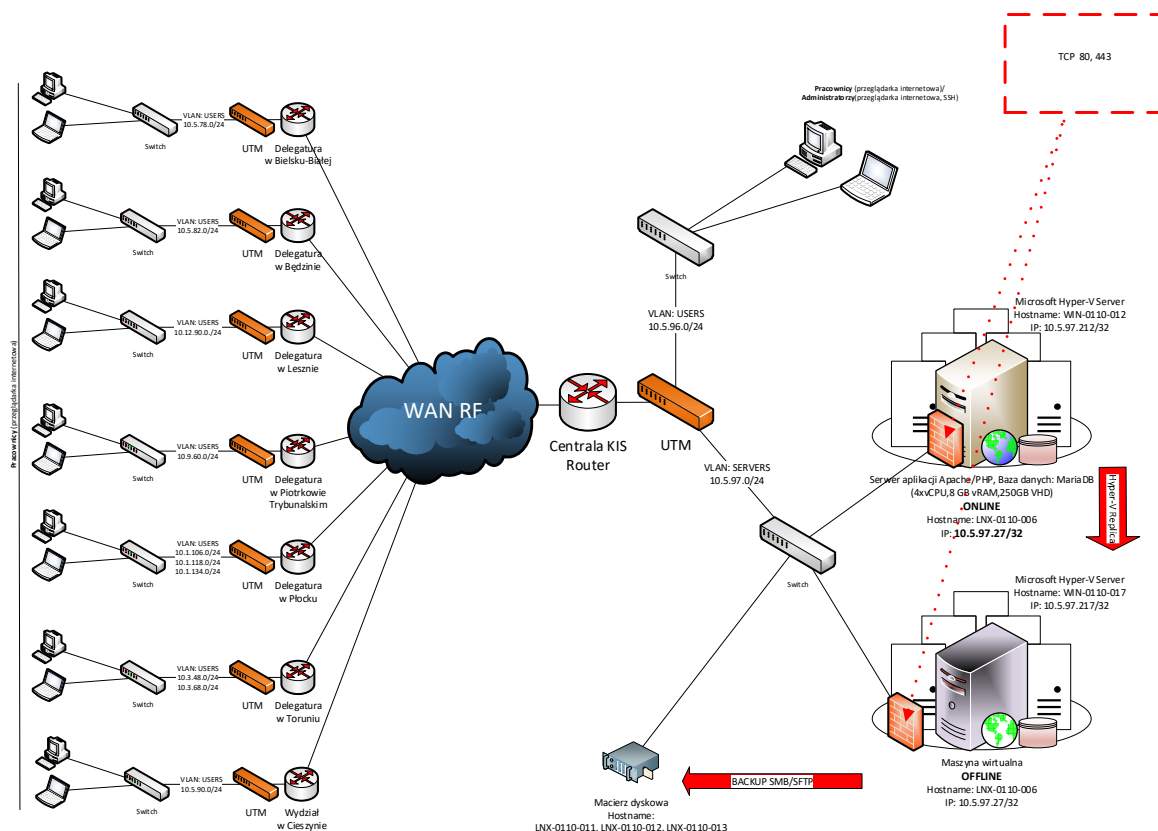 TCP 80, 443
Pracownicy (przeglądarka internetowa)/
Administratorzy(przeglądarka internetowa, SSH)
Pracownicy (przeglądarka internetowa)
VLAN: USERS
10.5.78.0/24
Switch
UTM
Delegatura
w Bielsku-Białej
VLAN: USERS
10.5.82.0/24
Switch
UTM
Delegatura
w Będzinie
VLAN: USERS
10.12.90.0./24
Switch
UTM
Delegatura
w Lesznie
VLAN: USERS
10.9.60.0/24
Switch
UTM
Delegatura
w Piotrkowie
Trybunalskim
VLAN: USERS
10.1.106.0/24
10.1.118.0/24
10.1.134.0/24
Switch
UTM
Delegatura
w Płocku
VLAN: USERS
10.3.48.0/24
10.3.68.0/24
Switch
UTM
Delegatura
w Toruniu
VLAN: USERS
10.5.90.0/24
Switch
UTM
Wydział
w Cieszynie
WAN RF
Centrala KIS
Router
UTM
Switch
VLAN: USERS
10.5.96.0/24
VLAN: SERVERS
10.5.97.0/24
Switch
Microsoft Hyper-V Server
Hostname: WIN-0110-012
IP: 10.5.97.212/32
Serwer aplikacji Apache/PHP, Baza danych: MariaDB
(4xvCPU,8 GB vRAM,250GB VHD)
ONLINE
Hostname: LNX-0110-006
IP: 10.5.97.27/32
Hyper-V Replica
Microsoft Hyper-V Server
Hostname: WIN-0110-017
IP: 10.5.97.217/32
Maszyna wirtualna
OFFLINE
Hostname: LNX-0110-006
IP: 10.5.97.27/32
BACKUP SMB/SFTP
Macierz dyskowa
Hostname:
LNX-0110-011, LNX-0110-012, LNX-0110-013